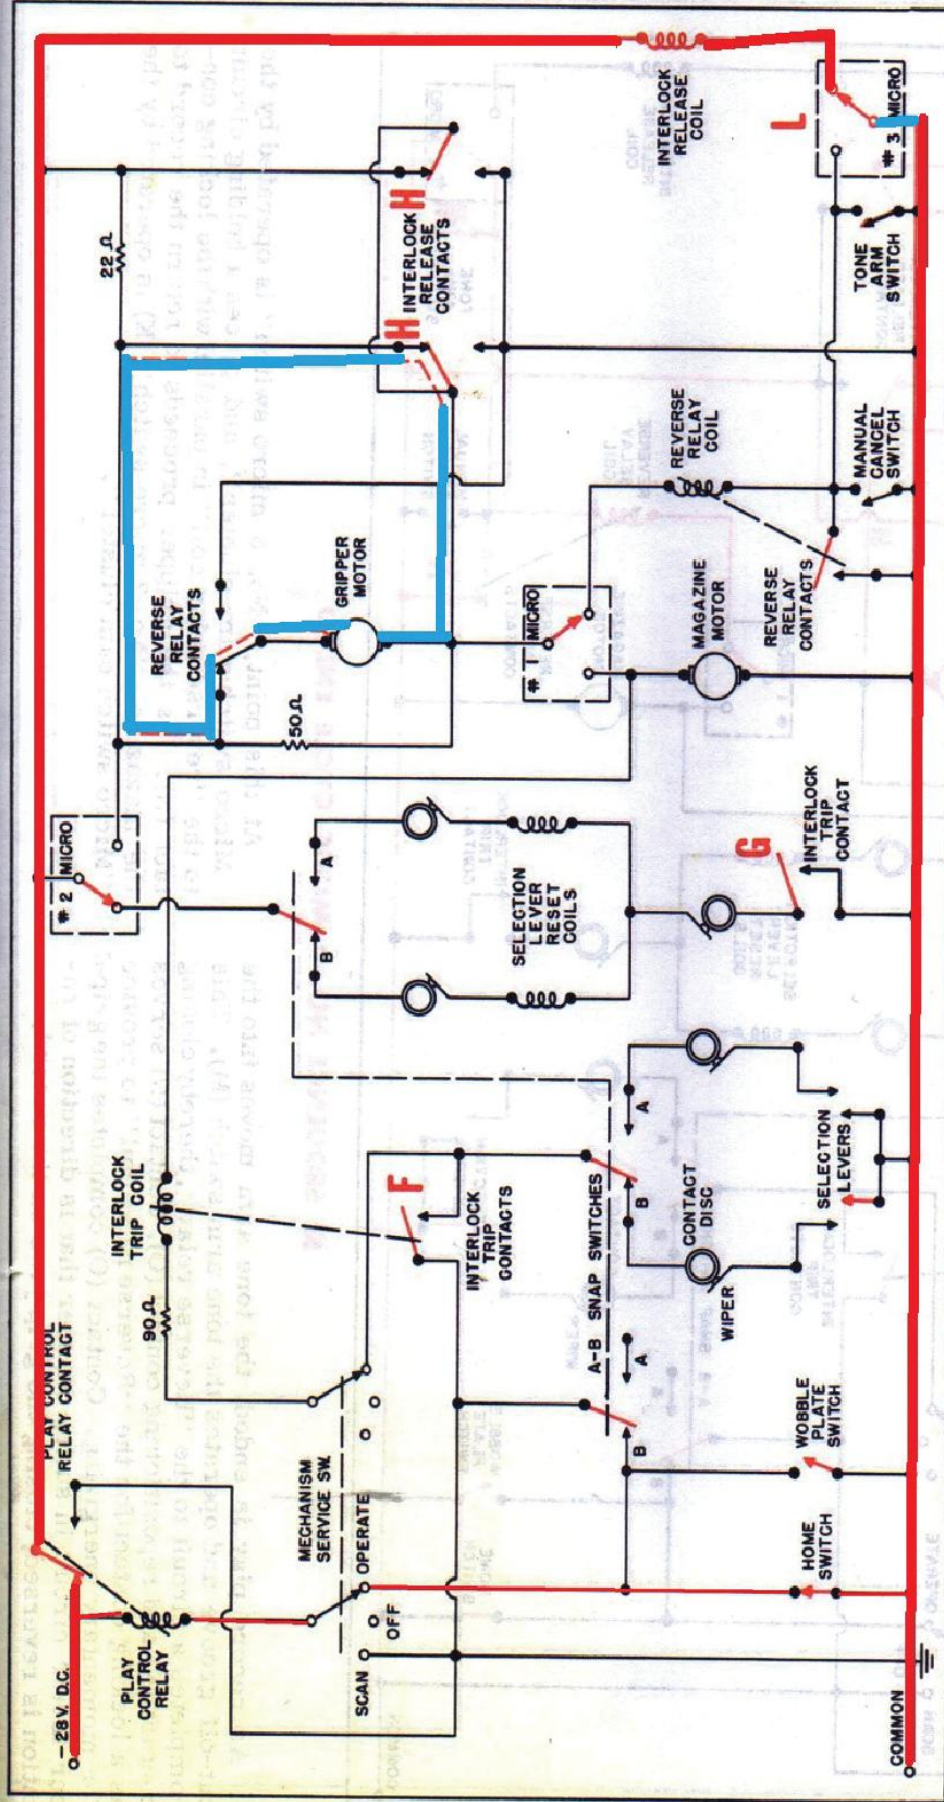 -28V. D.C.
PLAY CONTROL
RELAY CONTACT
PLAY
CONTROL
RELAY
MECHANISM
SERVICE SW.
SCAN
OFF
OPERATE
90Ω
INTERLOCK
TRIP COIL
F
INTERLOCK
TRIP
CONTACTS
A-B SNAP SWITCHES
B
A
B
A
WIPER
CONTACT
DISC
HOME
SWITCH
WOBBLE
PLATE
SWITCH
SELECTION
LEVERS
COMMON
# 2 MICRO
B
A
SELECTION
LEVER
RESET
COILS
G
INTERLOCK
TRIP
CONTACT
REVERSE
RELAY
CONTACTS
50Ω
GRIPPER
MOTOR
# 1 MICRO
MAGAZINE
MOTOR
REVERSE
RELAY
CONTACTS
REVERSE
RELAY
COIL
MANUAL
CANCEL
SWITCH
22 Ω
H
H
INTERLOCK
RELEASE
CONTACTS
INTERLOCK
RELEASE
COIL
L
# 3 MICRO
TONE
ARM
SWITCH